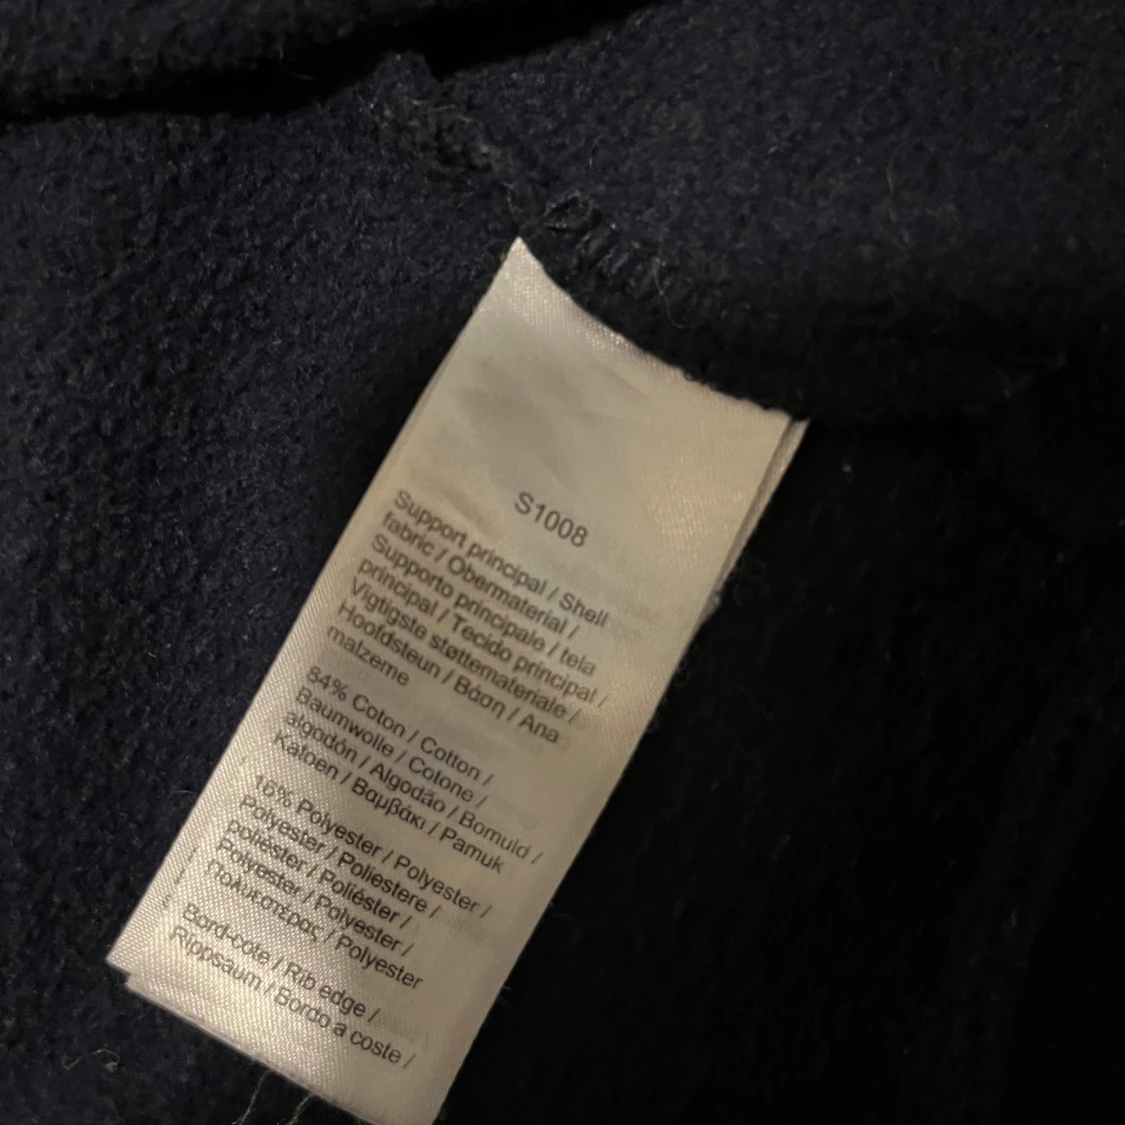 S1008
Support principal / Shell
fabric / Obermaterial /
Supporto principale / tela
principal / Tecido principal /
Vigtigste støttemateriale /
Hoofdsteun / Βάση / Ana
malzeme
84% Coton / Cotton /
Baumwolle / Cotone /
algodón / Algodão / Bomuld /
Katoen / Βαμβάκι / Pamuk
16% Polyester / Polyester /
Polyester / Poliestere /
poliéster / Poliéster /
Polyester / Polyester /
Πολυεστέρας / Polyester
Bord-côte / Rib edge /
Rippsaum / Bordo a coste /